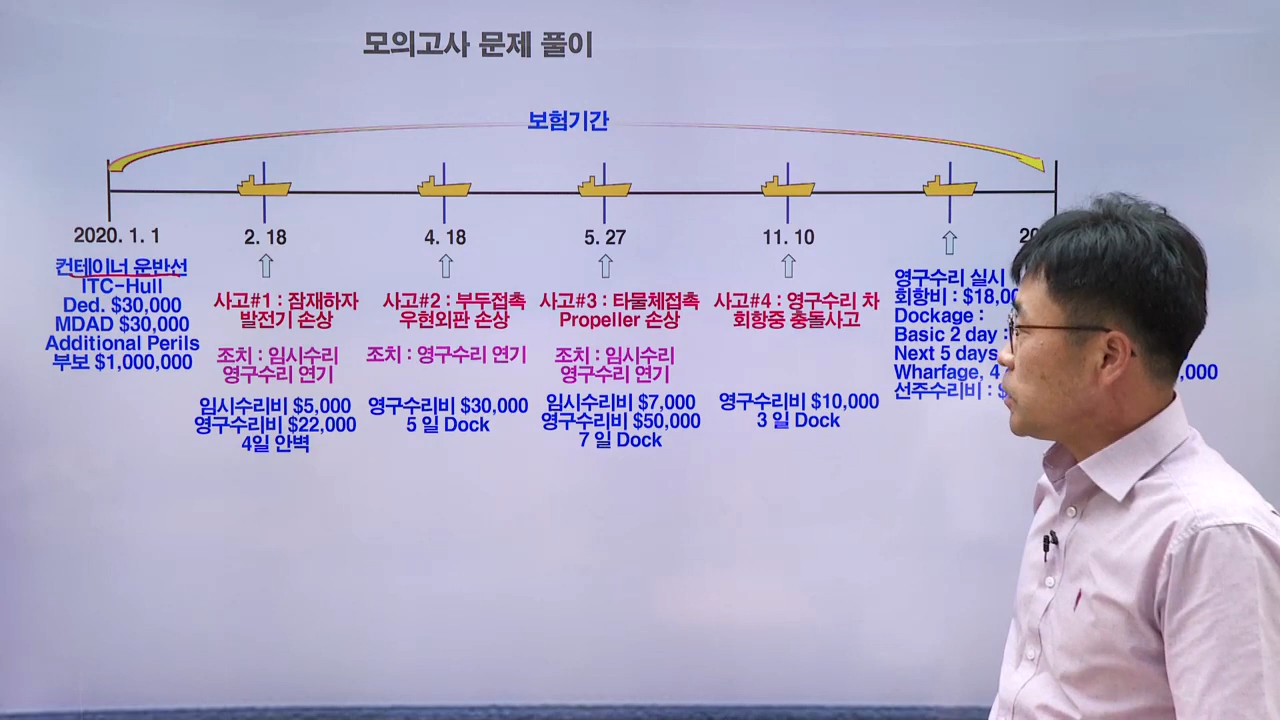 모의고사 문제 풀이
보험기간
2020. 1. 1
컨테이너 운반선
ITC-Hull
Ded. $30,000
MDAD $30,000
Additional Perils
부보 $1,000,000
2. 18
사고#1 : 잠재하자
발전기 손상
조치 : 임시수리
영구수리 연기
임시수리비 $5,000
영구수리비 $22,000
4일 안벽
4. 18
사고#2 : 부두접촉
우현외판 손상
조치 : 영구수리 연기
영구수리비 $30,000
5 일 Dock
5. 27
사고#3 : 타물체접촉
Propeller 손상
조치 : 임시수리
영구수리 연기
임시수리비 $7,000
영구수리비 $50,000
7 일 Dock
11. 10
사고#4 : 영구수리 차
회항중 충돌사고
영구수리비 $10,000
3 일 Dock
20
영구수리 실시
회항비 : $18,00
Dockage :
Basic 2 day :
Next 5 days
Wharfage, 4 ,000
선주수리비 : $